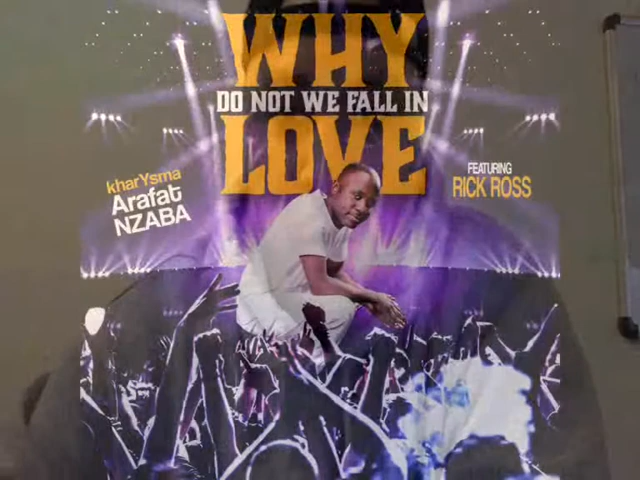 WHY
DO NOT WE FALL IN
LOVE
kharYsma
Arafat
NZABA
FEATURING
RICK ROSS